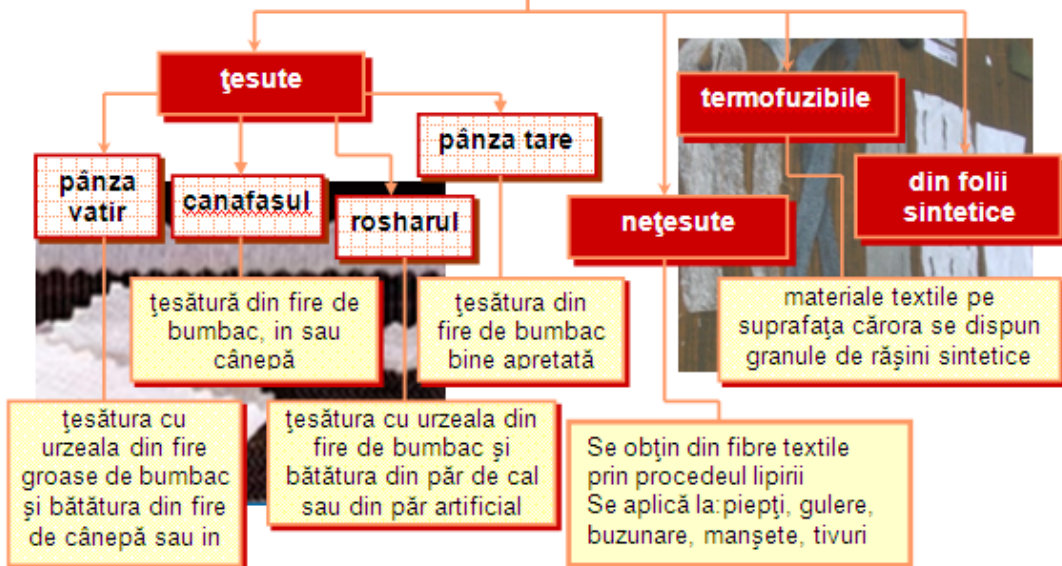 ţesute
termofuzibile
pânza tare
pânza
vatir
canafasul
rosharul
neţesute
din folii
sintetice
ţesătură din fire de
bumbac, in sau
cânepă
ţesătura din
fire de bumbac
bine apretată
materiale textile pe
suprafaţa cărora se dispun
granule de răşini sintetice
ţesătura cu
urzeala din fire
groase de bumbac
şi bătătura din fire
de cânepă sau in
ţesătura cu urzeala din
fire de bumbac şi
bătătura din păr de cal
sau din păr artificial
Se obţin din fibre textile
prin procedeul lipirii
Se aplică la:piepţi, gulere,
buzunare, manşete, tivuri